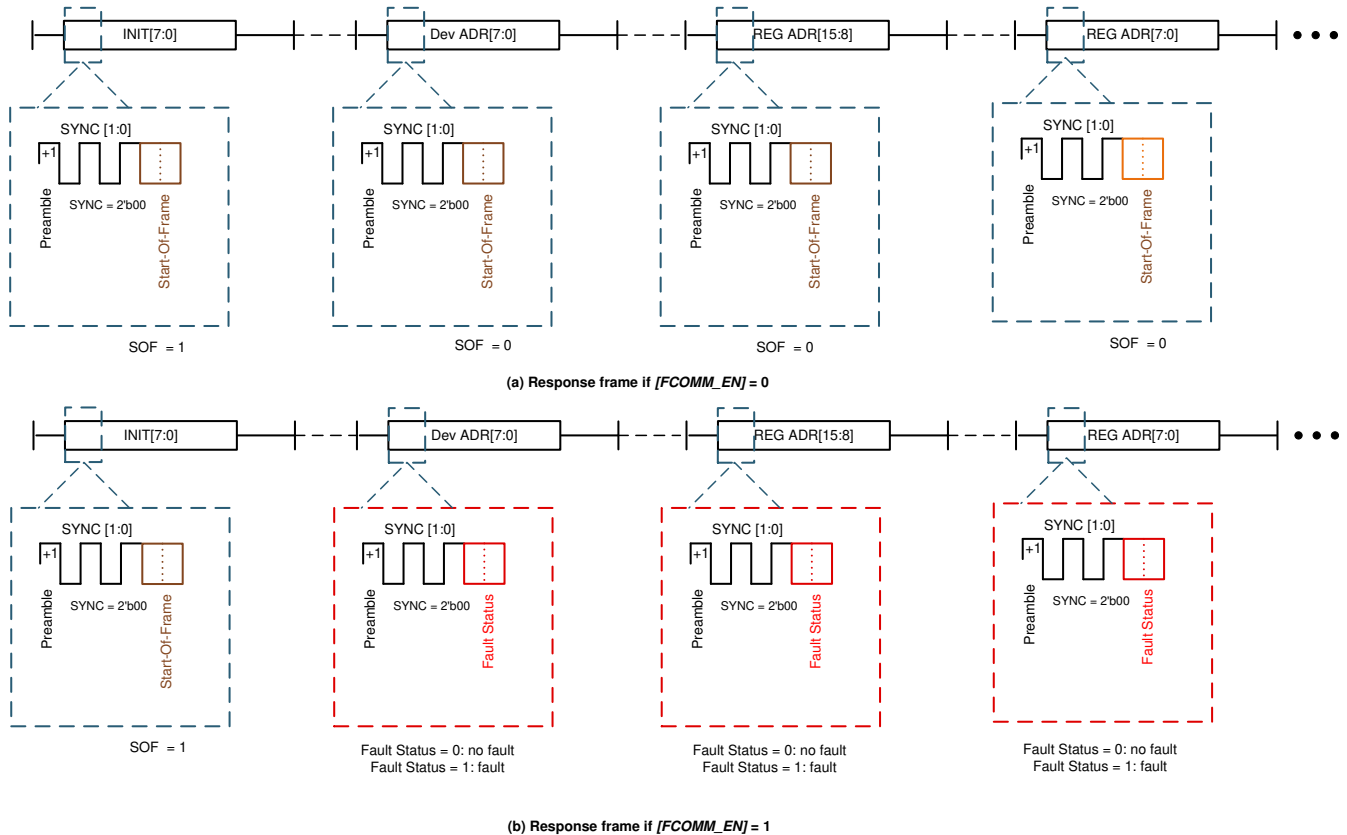 INIT[7:0]
Dev ADR[7:0]
REG ADR[15:8]
REG ADR[7:0]
SYNC [1:0]
+1
Preamble
SYNC = 2'b00
Start-Of-Frame
SOF = 1
SYNC [1:0]
+1
Preamble
SYNC = 2'b00
Start-Of-Frame
SOF = 0
SYNC [1:0]
+1
Preamble
SYNC = 2'b00
Start-Of-Frame
SOF = 0
SYNC [1:0]
+1
Preamble
SYNC = 2'b00
Start-Of-Frame
SOF = 0
(a) Response frame if [FCOMM_EN] = 0
INIT[7:0]
Dev ADR[7:0]
REG ADR[15:8]
REG ADR[7:0]
SYNC [1:0]
+1
Preamble
SYNC = 2'b00
Start-Of-Frame
SOF = 1
SYNC [1:0]
+1
Preamble
SYNC = 2'b00
Fault Status
Fault Status = 0: no fault
Fault Status = 1: fault
SYNC [1:0]
+1
Preamble
SYNC = 2'b00
Fault Status
Fault Status = 0: no fault
Fault Status = 1: fault
SYNC [1:0]
+1
Preamble
SYNC = 2'b00
Fault Status
Fault Status = 0: no fault
Fault Status = 1: fault
(b) Response frame if [FCOMM_EN] = 1